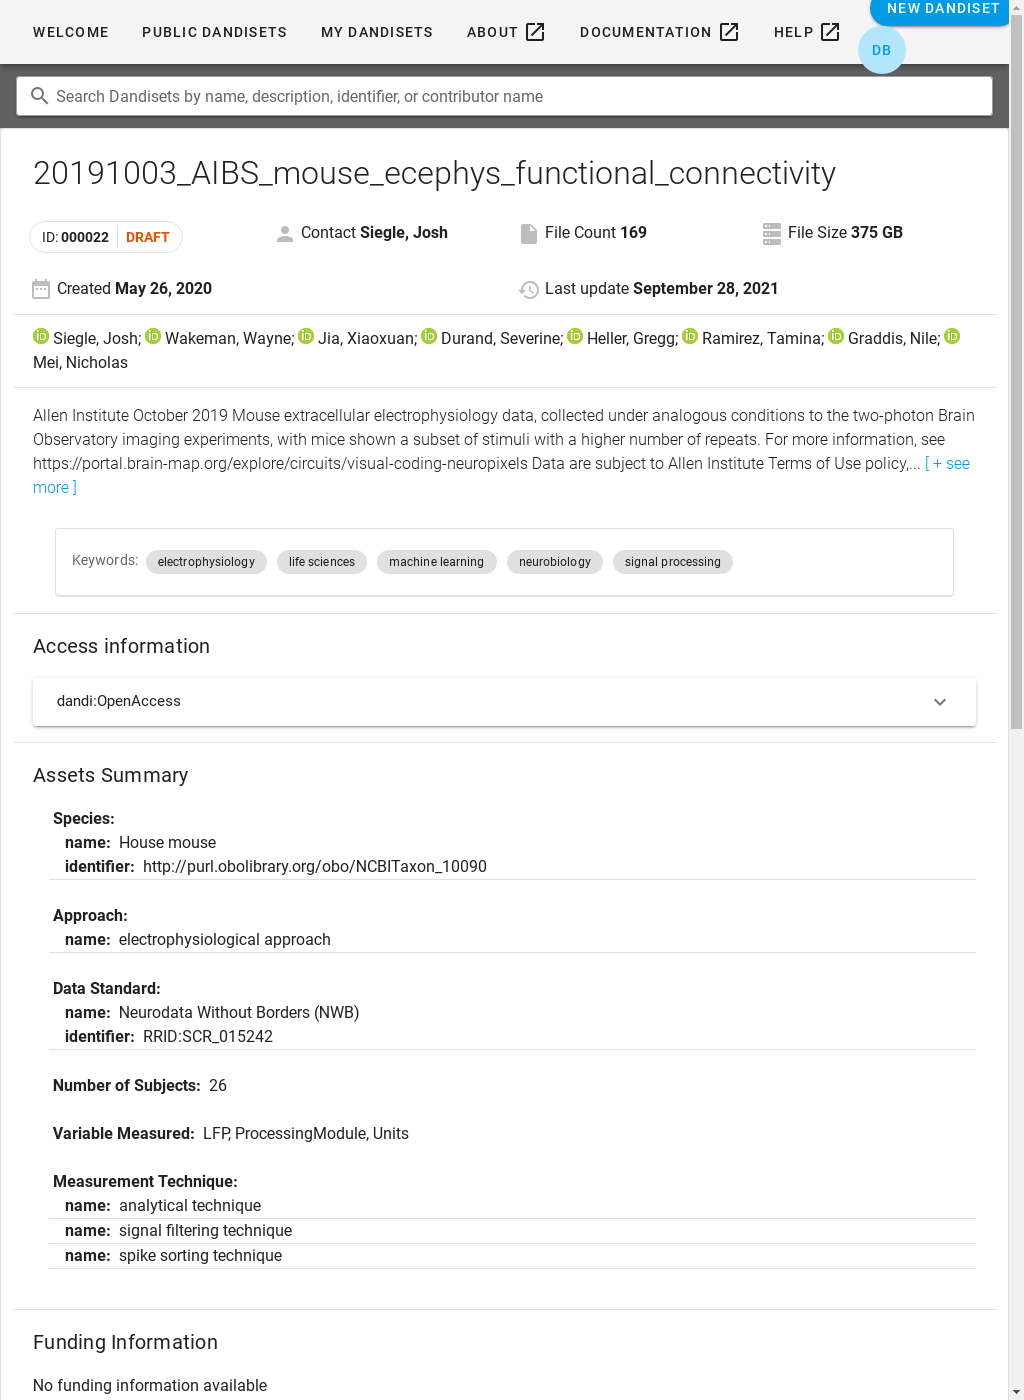 WELCOME PUBLIC DANDISETS MY DANDISETS ABOUT DOCUMENTATION HELP NEW DANDISET
DB
Search Dandisets by name, description, identifier, or contributor name
20191003_AIBS_mouse_ecephys_functional_connectivity
ID: 000022 DRAFT Contact Siegle, Josh File Count 169 File Size 375 GB
Created May 26, 2020 Last update September 28, 2021
iD Siegle, Josh; iD Wakeman, Wayne; iD Jia, Xiaoxuan; iD Durand, Severine; iD Heller, Gregg; iD Ramirez, Tamina; iD Graddis, Nile; iD
Mei, Nicholas
Allen Institute October 2019 Mouse extracellular electrophysiology data, collected under analogous conditions to the two-photon Brain
Observatory imaging experiments, with mice shown a subset of stimuli with a higher number of repeats. For more information, see
https://portal.brain-map.org/explore/circuits/visual-coding-neuropixels Data are subject to Allen Institute Terms of Use policy,... [ + see
more ]
Keywords: electrophysiology life sciences machine learning neurobiology signal processing
Access information
dandi:OpenAccess
Assets Summary
Species:
name: House mouse
identifier: http://purl.obolibrary.org/obo/NCBITaxon_10090
Approach:
name: electrophysiological approach
Data Standard:
name: Neurodata Without Borders (NWB)
identifier: RRID:SCR_015242
Number of Subjects: 26
Variable Measured: LFP, ProcessingModule, Units
Measurement Technique:
name: analytical technique
name: signal filtering technique
name: spike sorting technique
Funding Information
No funding information available